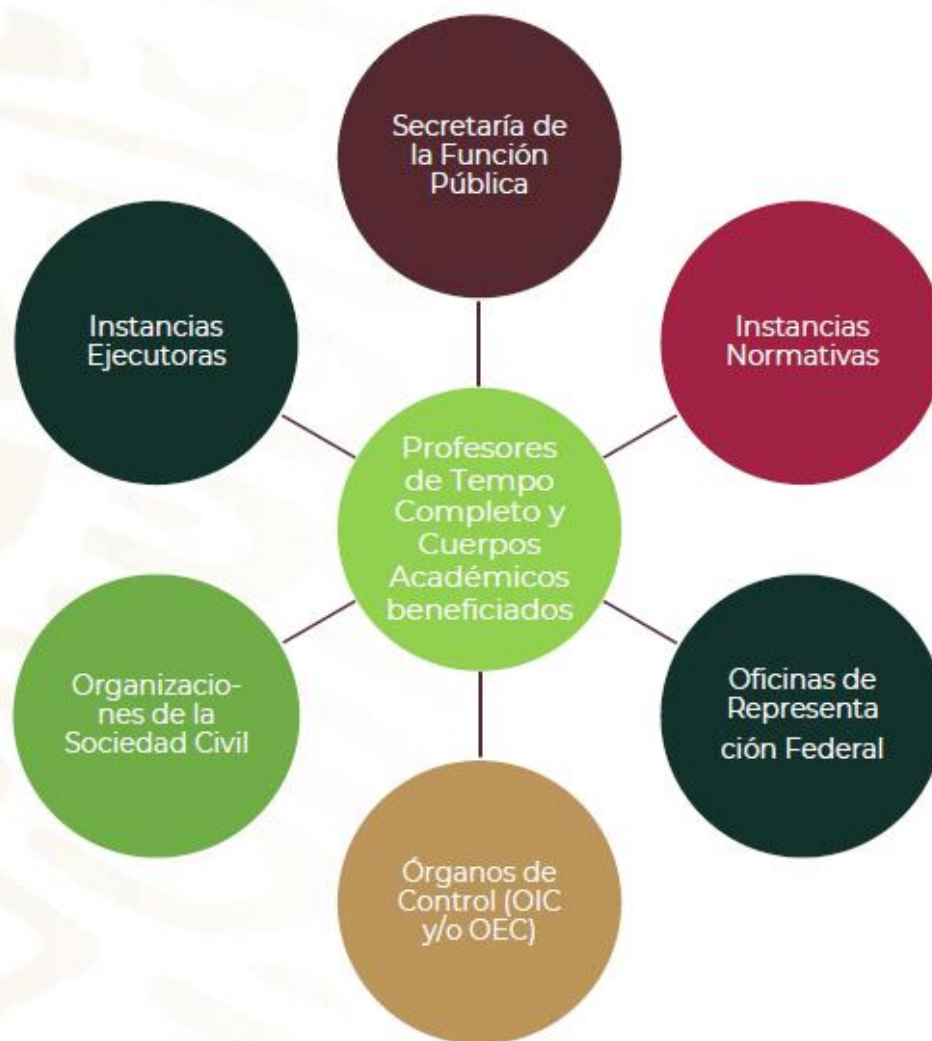 Secretaría de
la Función
Pública
Instancias
Ejecutoras
Instancias
Normativas
Profesores
de Tempo
Completo y
Cuerpos
Académicos
beneficiados
Organizacio-
nes de la
Sociedad Civil
Oficinas de
Representa
ción Federal
Órganos de
Control (OIC
y/o OEC)